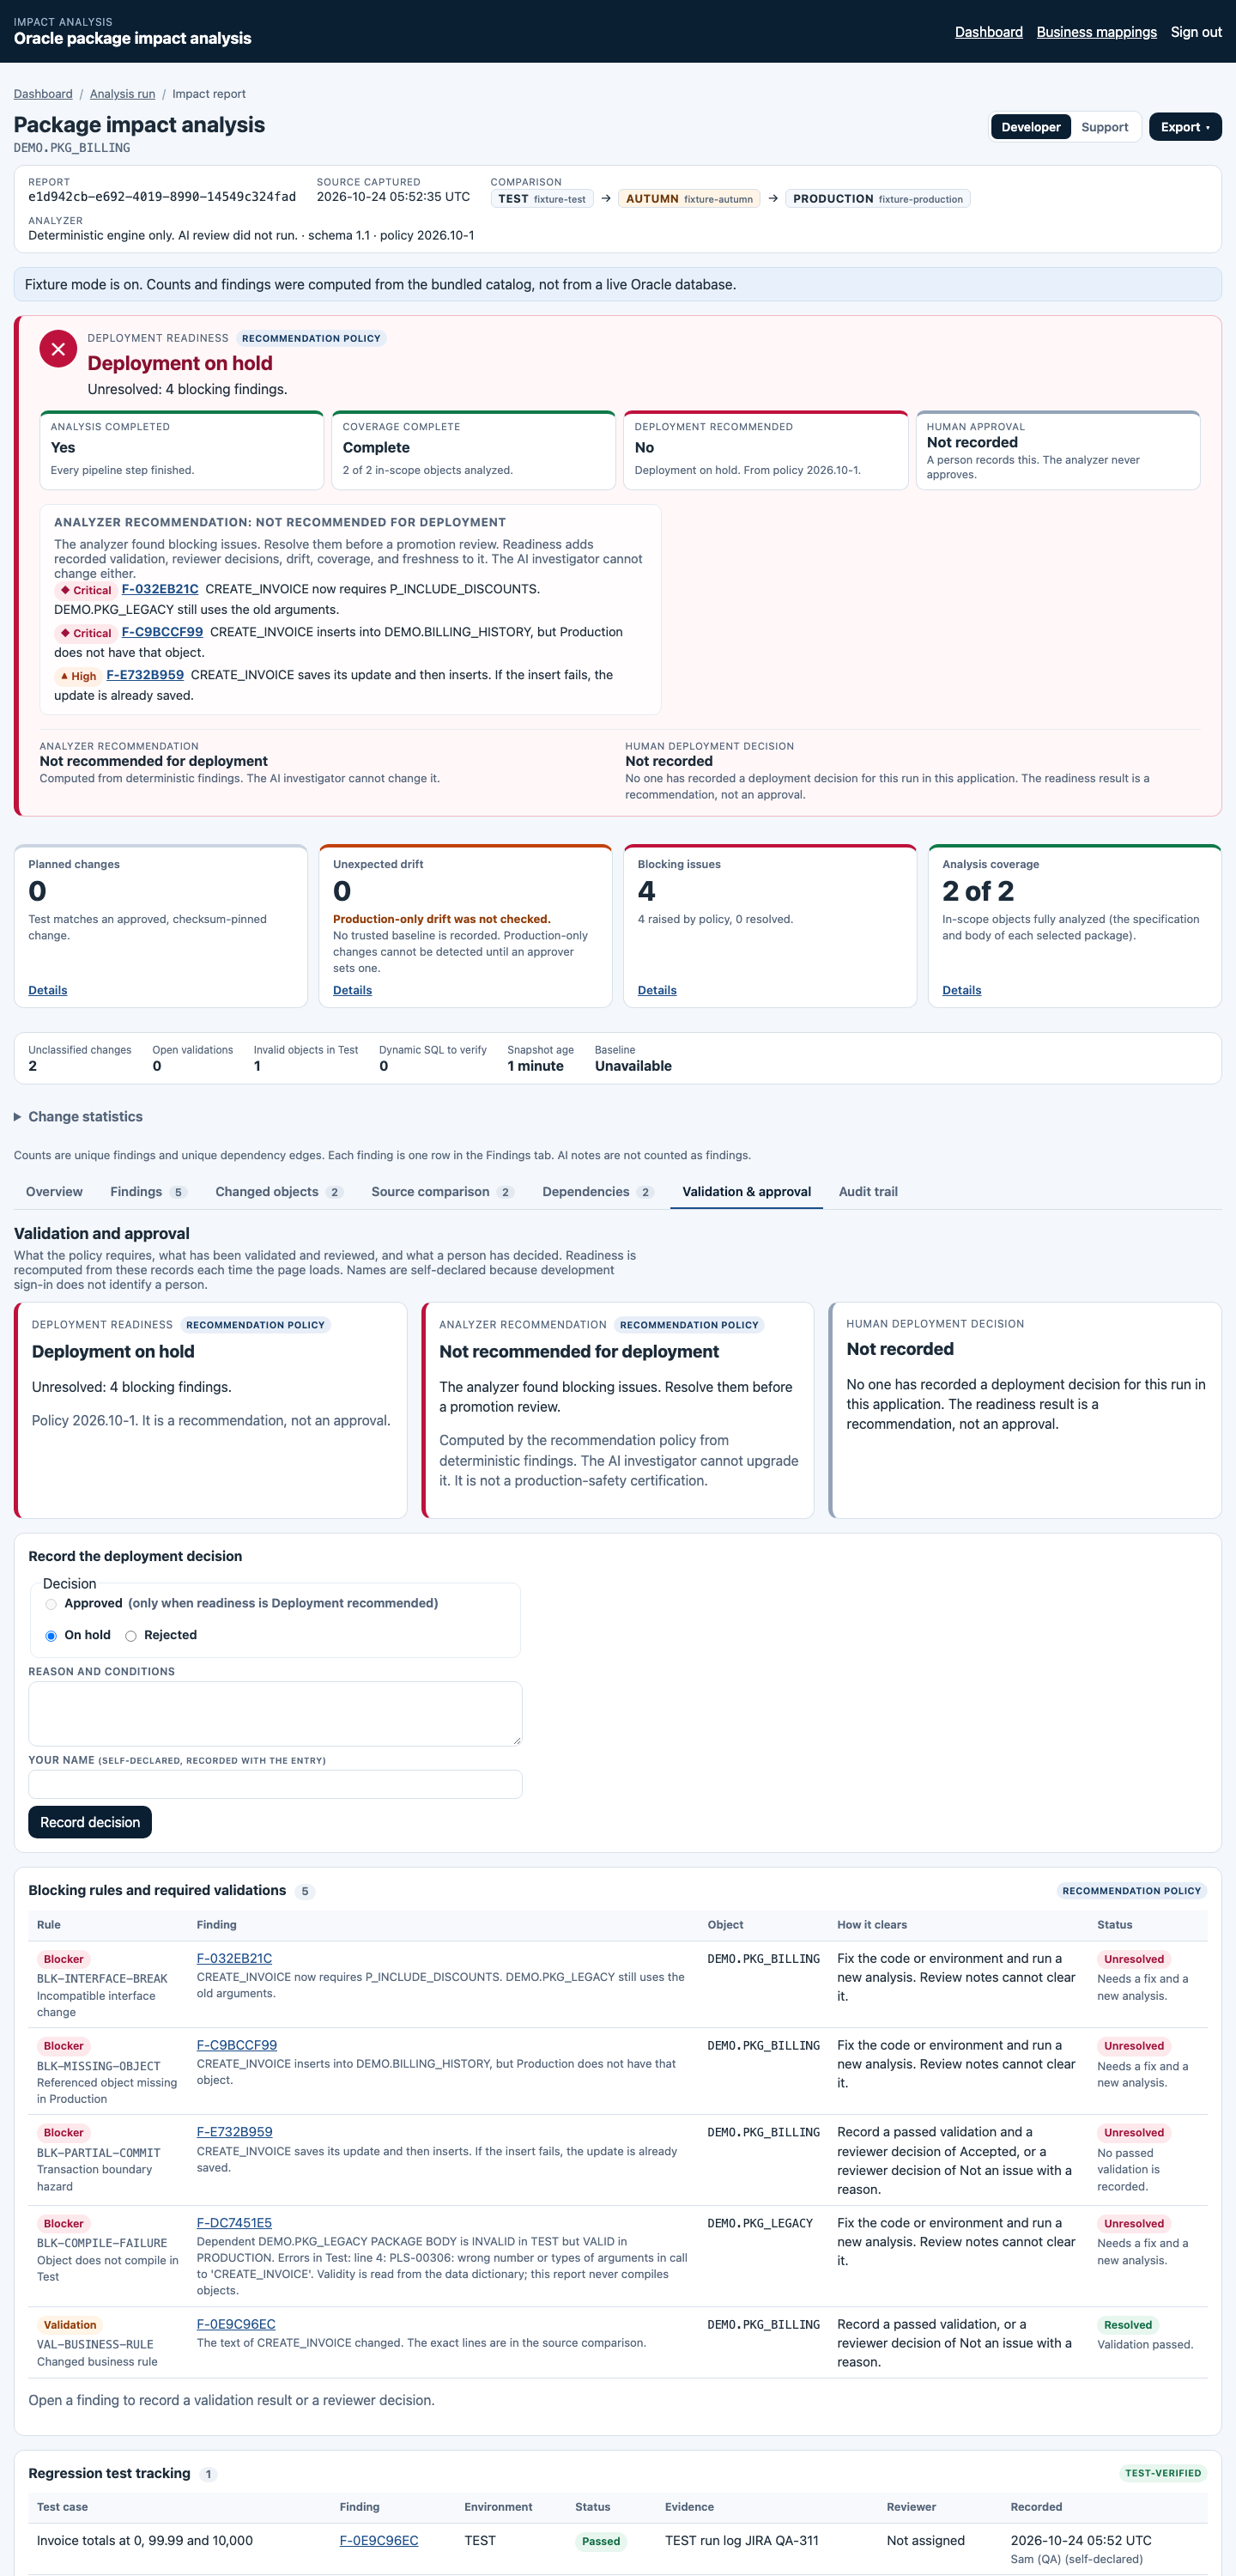 IMPACT ANALYSIS
Oracle package impact analysis
Dashboard Business mappings Sign out
Dashboard / Analysis run / Impact report
Package impact analysis
DEMO.PKG_BILLING
Developer Support Export
REPORT
e1d942cb-e692-4019-8990-14549c324fad
SOURCE CAPTURED
2026-10-24 05:52:35 UTC
COMPARISON
TEST fixture-test → AUTUMN fixture-autumn → PRODUCTION fixture-production
ANALYZER
Deterministic engine only. AI review did not run. · schema 1.1 · policy 2026.10-1
Fixture mode is on. Counts and findings were computed from the bundled catalog, not from a live Oracle database.
DEPLOYMENT READINESS RECOMMENDATION POLICY
Deployment on hold
Unresolved: 4 blocking findings.
ANALYSIS COMPLETED
Yes
Every pipeline step finished.
COVERAGE COMPLETE
Complete
2 of 2 in-scope objects analyzed.
DEPLOYMENT RECOMMENDED
No
Deployment on hold. From policy 2026.10-1.
HUMAN APPROVAL
Not recorded
A person records this. The analyzer never
approves.
ANALYZER RECOMMENDATION: NOT RECOMMENDED FOR DEPLOYMENT
The analyzer found blocking issues. Resolve them before a promotion review. Readiness adds
recorded validation, reviewer decisions, drift, coverage, and freshness to it. The AI investigator cannot
change either.
Critical F-032EB21C CREATE_INVOICE now requires P_INCLUDE_DISCOUNTS.
DEMO.PKG_LEGACY still uses the old arguments.
Critical F-C9BCCF99 CREATE_INVOICE inserts into DEMO.BILLING_HISTORY, but Production
does not have that object.
High F-E732B959 CREATE_INVOICE saves its update and then inserts. If the insert fails, the
update is already saved.
ANALYZER RECOMMENDATION
Not recommended for deployment
Computed from deterministic findings. The AI investigator cannot change it.
HUMAN DEPLOYMENT DECISION
Not recorded
No one has recorded a deployment decision for this run in this application. The readiness result is a
recommendation, not an approval.
Planned changes
0
Test matches an approved, checksum-pinned
change.
Details
Unexpected drift
0
Production-only drift was not checked.
No trusted baseline is recorded. Production-only
changes cannot be detected until an approver
sets one.
Details
Blocking issues
4
4 raised by policy, 0 resolved.
Details
Analysis coverage
2 of 2
In-scope objects fully analyzed (the specification
and body of each selected package).
Details
Unclassified changes
2
Open validations
0
Invalid objects in Test
1
Dynamic SQL to verify
0
Snapshot age
1 minute
Baseline
Unavailable
Change statistics
Counts are unique findings and unique dependency edges. Each finding is one row in the Findings tab. AI notes are not counted as findings.
Overview Findings 5 Changed objects 2 Source comparison 2 Dependencies 2 Validation & approval Audit trail
Validation and approval
What the policy requires, what has been validated and reviewed, and what a person has decided. Readiness is
recomputed from these records each time the page loads. Names are self-declared because development
sign-in does not identify a person.
DEPLOYMENT READINESS RECOMMENDATION POLICY
Deployment on hold
Unresolved: 4 blocking findings.
Policy 2026.10-1. It is a recommendation, not an approval.
ANALYZER RECOMMENDATION RECOMMENDATION POLICY
Not recommended for deployment
The analyzer found blocking issues. Resolve them before
a promotion review.
Computed by the recommendation policy from
deterministic findings. The AI investigator cannot upgrade
it. It is not a production-safety certification.
HUMAN DEPLOYMENT DECISION
Not recorded
No one has recorded a deployment decision for this run in
this application. The readiness result is a
recommendation, not an approval.
Record the deployment decision
Decision
Approved (only when readiness is Deployment recommended)
On hold Rejected
REASON AND CONDITIONS
YOUR NAME (SELF-DECLARED, RECORDED WITH THE ENTRY)
Record decision
Blocking rules and required validations 5 RECOMMENDATION POLICY
Rule Finding Object How it clears Status
Blocker
BLK-INTERFACE-BREAK
Incompatible interface
change
F-032EB21C
CREATE_INVOICE now requires P_INCLUDE_DISCOUNTS. DEMO.PKG_LEGACY still uses the
old arguments.
DEMO.PKG_BILLING
Fix the code or environment and run a
new analysis. Review notes cannot clear
it.
Unresolved
Needs a fix and a
new analysis.
Blocker
BLK-MISSING-OBJECT
Referenced object missing
in Production
F-C9BCCF99
CREATE_INVOICE inserts into DEMO.BILLING_HISTORY, but Production does not have that
object.
DEMO.PKG_BILLING
Fix the code or environment and run a
new analysis. Review notes cannot clear
it.
Unresolved
Needs a fix and a
new analysis.
Blocker
BLK-PARTIAL-COMMIT
Transaction boundary
hazard
F-E732B959
CREATE_INVOICE saves its update and then inserts. If the insert fails, the update is already
saved.
DEMO.PKG_BILLING
Record a passed validation and a
reviewer decision of Accepted, or a
reviewer decision of Not an issue with a
reason.
Unresolved
No passed
validation is
recorded.
Blocker
BLK-COMPILE-FAILURE
Object does not compile in
Test
F-DC7451E5
Dependent DEMO.PKG_LEGACY PACKAGE BODY is INVALID in TEST but VALID in
PRODUCTION. Errors in Test: line 4: PLS-00306: wrong number or types of arguments in call
to 'CREATE_INVOICE'. Validity is read from the data dictionary; this report never compiles
objects.
DEMO.PKG_LEGACY
Fix the code or environment and run a
new analysis. Review notes cannot clear
it.
Unresolved
Needs a fix and a
new analysis.
Validation
VAL-BUSINESS-RULE
Changed business rule
F-0E9C96EC
The text of CREATE_INVOICE changed. The exact lines are in the source comparison.
DEMO.PKG_BILLING
Record a passed validation, or a
reviewer decision of Not an issue with a
reason.
Resolved
Validation passed.
Open a finding to record a validation result or a reviewer decision.
Regression test tracking 1 TEST-VERIFIED
Test case Finding Environment Status Evidence Reviewer Recorded
Invoice totals at 0, 99.99 and 10,000 F-0E9C96EC TEST Passed TEST run log JIRA QA-311 Not assigned 2026-10-24 05:52 UTC
Sam (QA) (self-declared)